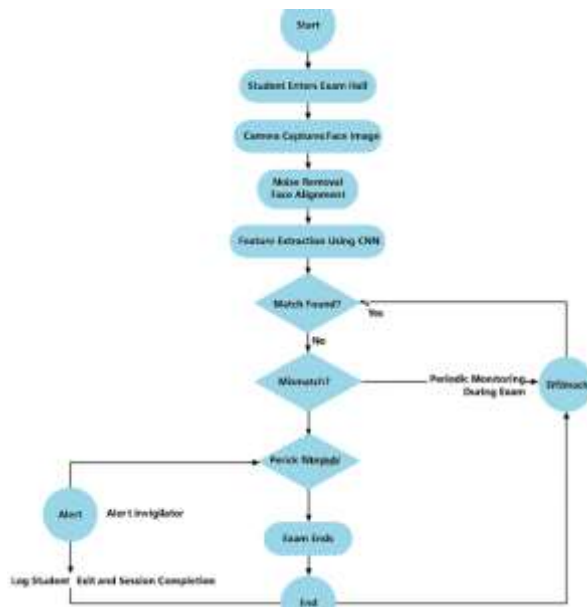 Start
Student Enters Exam Hall
Camera Captures Face Image
Noise Removal
Face Alignment
Feature Extraction Using CNN
Match Found?
Yes
No
Mismatch?
Periodic Monitoring
During Exam
Alert
Alert Invigilator
Exam Ends
Log Student Exit and Session Completion
End